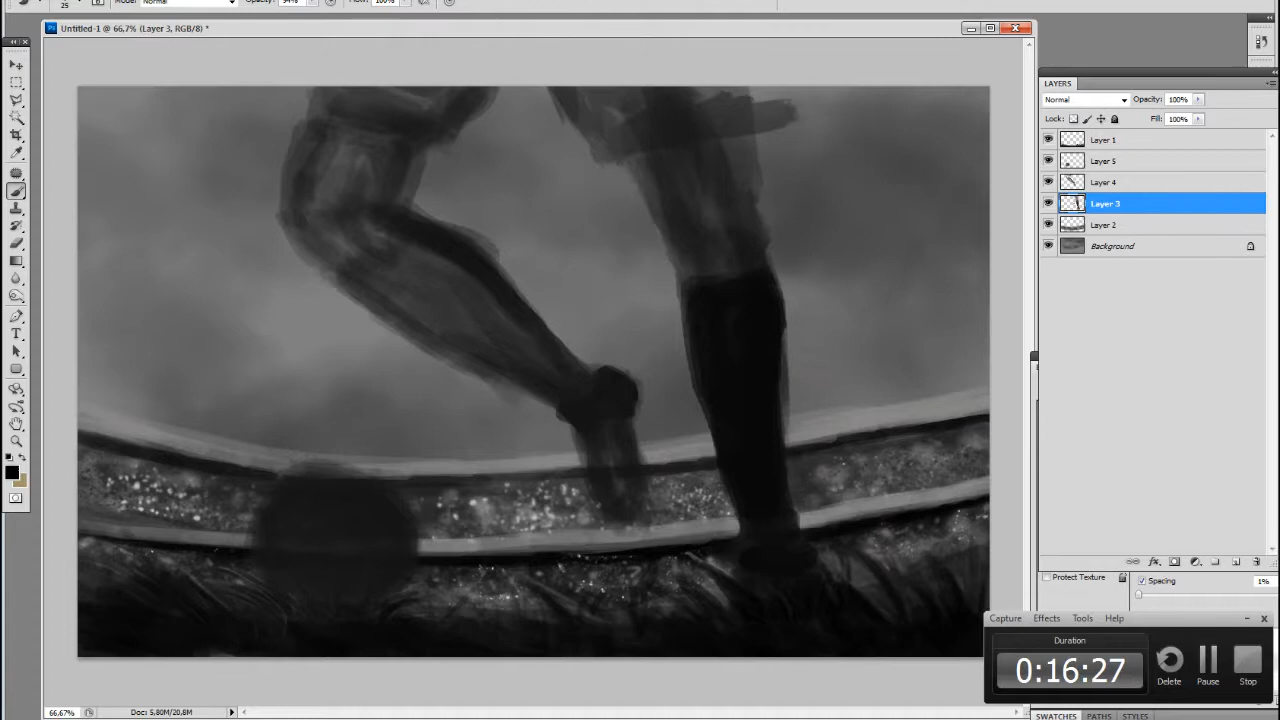 Normal
Opacity: 94%
Flow: 100%
25
Untitled-1 @ 66,7% (Layer 3, RGB/8) *
LAYERS
Normal
Opacity: 100%
Lock:
Fill: 100%
Layer 1
Layer 5
Layer 4
Layer 3
Layer 2
Background
Protect Texture
Spacing
1%
Capture Effects Tools Help
Duration
0:16:27
Delete Pause Stop
66,67%
Doc: 5,80M/20,8M
SWATCHES PATHS STYLES